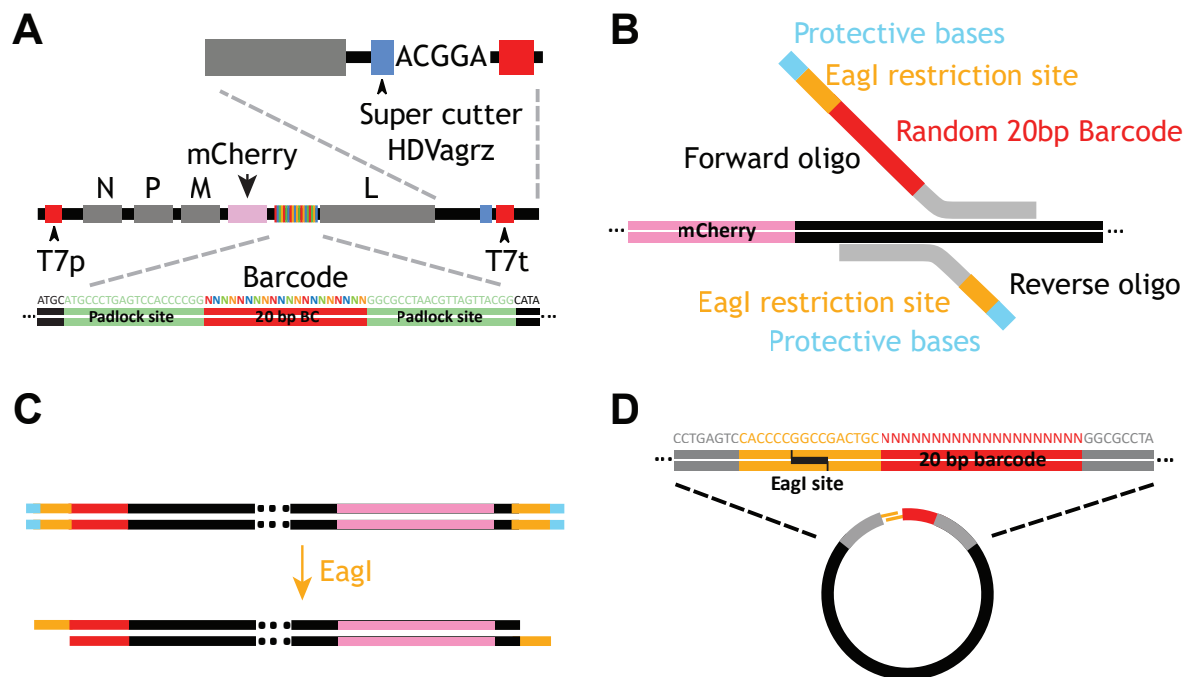 A
ACGGA
Super cutter
HDVagrz
mCherry
N P M L
T7p
T7t
Barcode
ATGCATGCCCTGAGTCCACCCCGGNNNNNNNNNNNNNNNNNNNNGGCGCCTAACGTTAGTTACGGCATA
... Padlock site 20 bp BC Padlock site ...
B
Protective bases
EagI restriction site
Random 20bp Barcode
Forward oligo
... mCherry ...
Reverse oligo
EagI restriction site
Protective bases
C
EagI
D
CCTGAGTCCACCCCGGCCGACTGCNNNNNNNNNNNNNNNNNNNNGGCGCCTA
... 20 bp barcode ...
EagI site